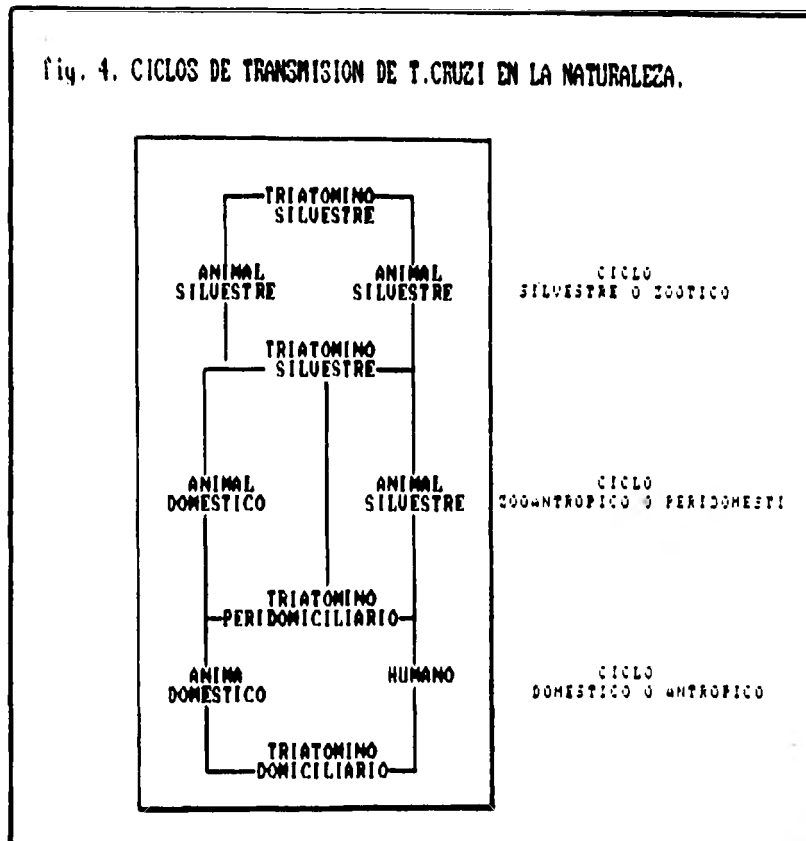 fig. 4. CICLOS DE TRANSMISION DE T.CRUZI EN LA NATURALEZA.
TRIATOMINO
SILVESTRE
ANIMAL
SILVESTRE
ANIMAL
SILVESTRE
CICLO
SILVESTRE O ZOOTICO
TRIATOMINO
SILVESTRE
ANIMAL
DOMESTICO
ANIMAL
SILVESTRE
CICLO
ZOOANTROPICO O PERIDOMESTI
TRIATOMINO
PERIDOMICILIARIO
ANIMA
DOMESTICO
HUMANO
CICLO
DOMESTICO O ANTROPICO
TRIATOMINO
DOMICILIARIO